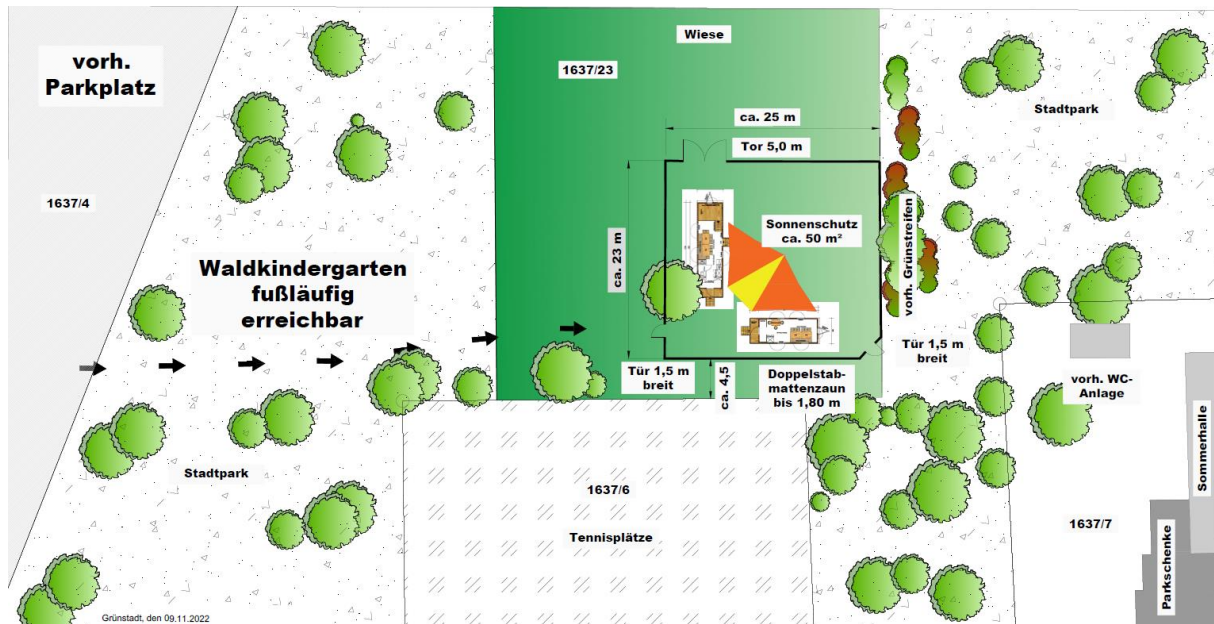 vorh.
Parkplatz
1637/4
Wiese
1637/23
ca. 25 m
Tor 5,0 m
Stadtpark
ca. 23 m
Sonnenschutz
ca. 50 m²
vorh. Grünstreifen
Waldkindergarten
fußläufig
erreichbar
Tür 1,5 m
breit
ca. 4,5
Doppelstab-
mattenzaun
bis 1,80 m
Tür 1,5 m
breit
vorh. WC-
Anlage
Sommerhalle
Stadtpark
1637/6
Tennisplätze
1637/7
Parkschenke
Grünstadt, den 09.11.2022